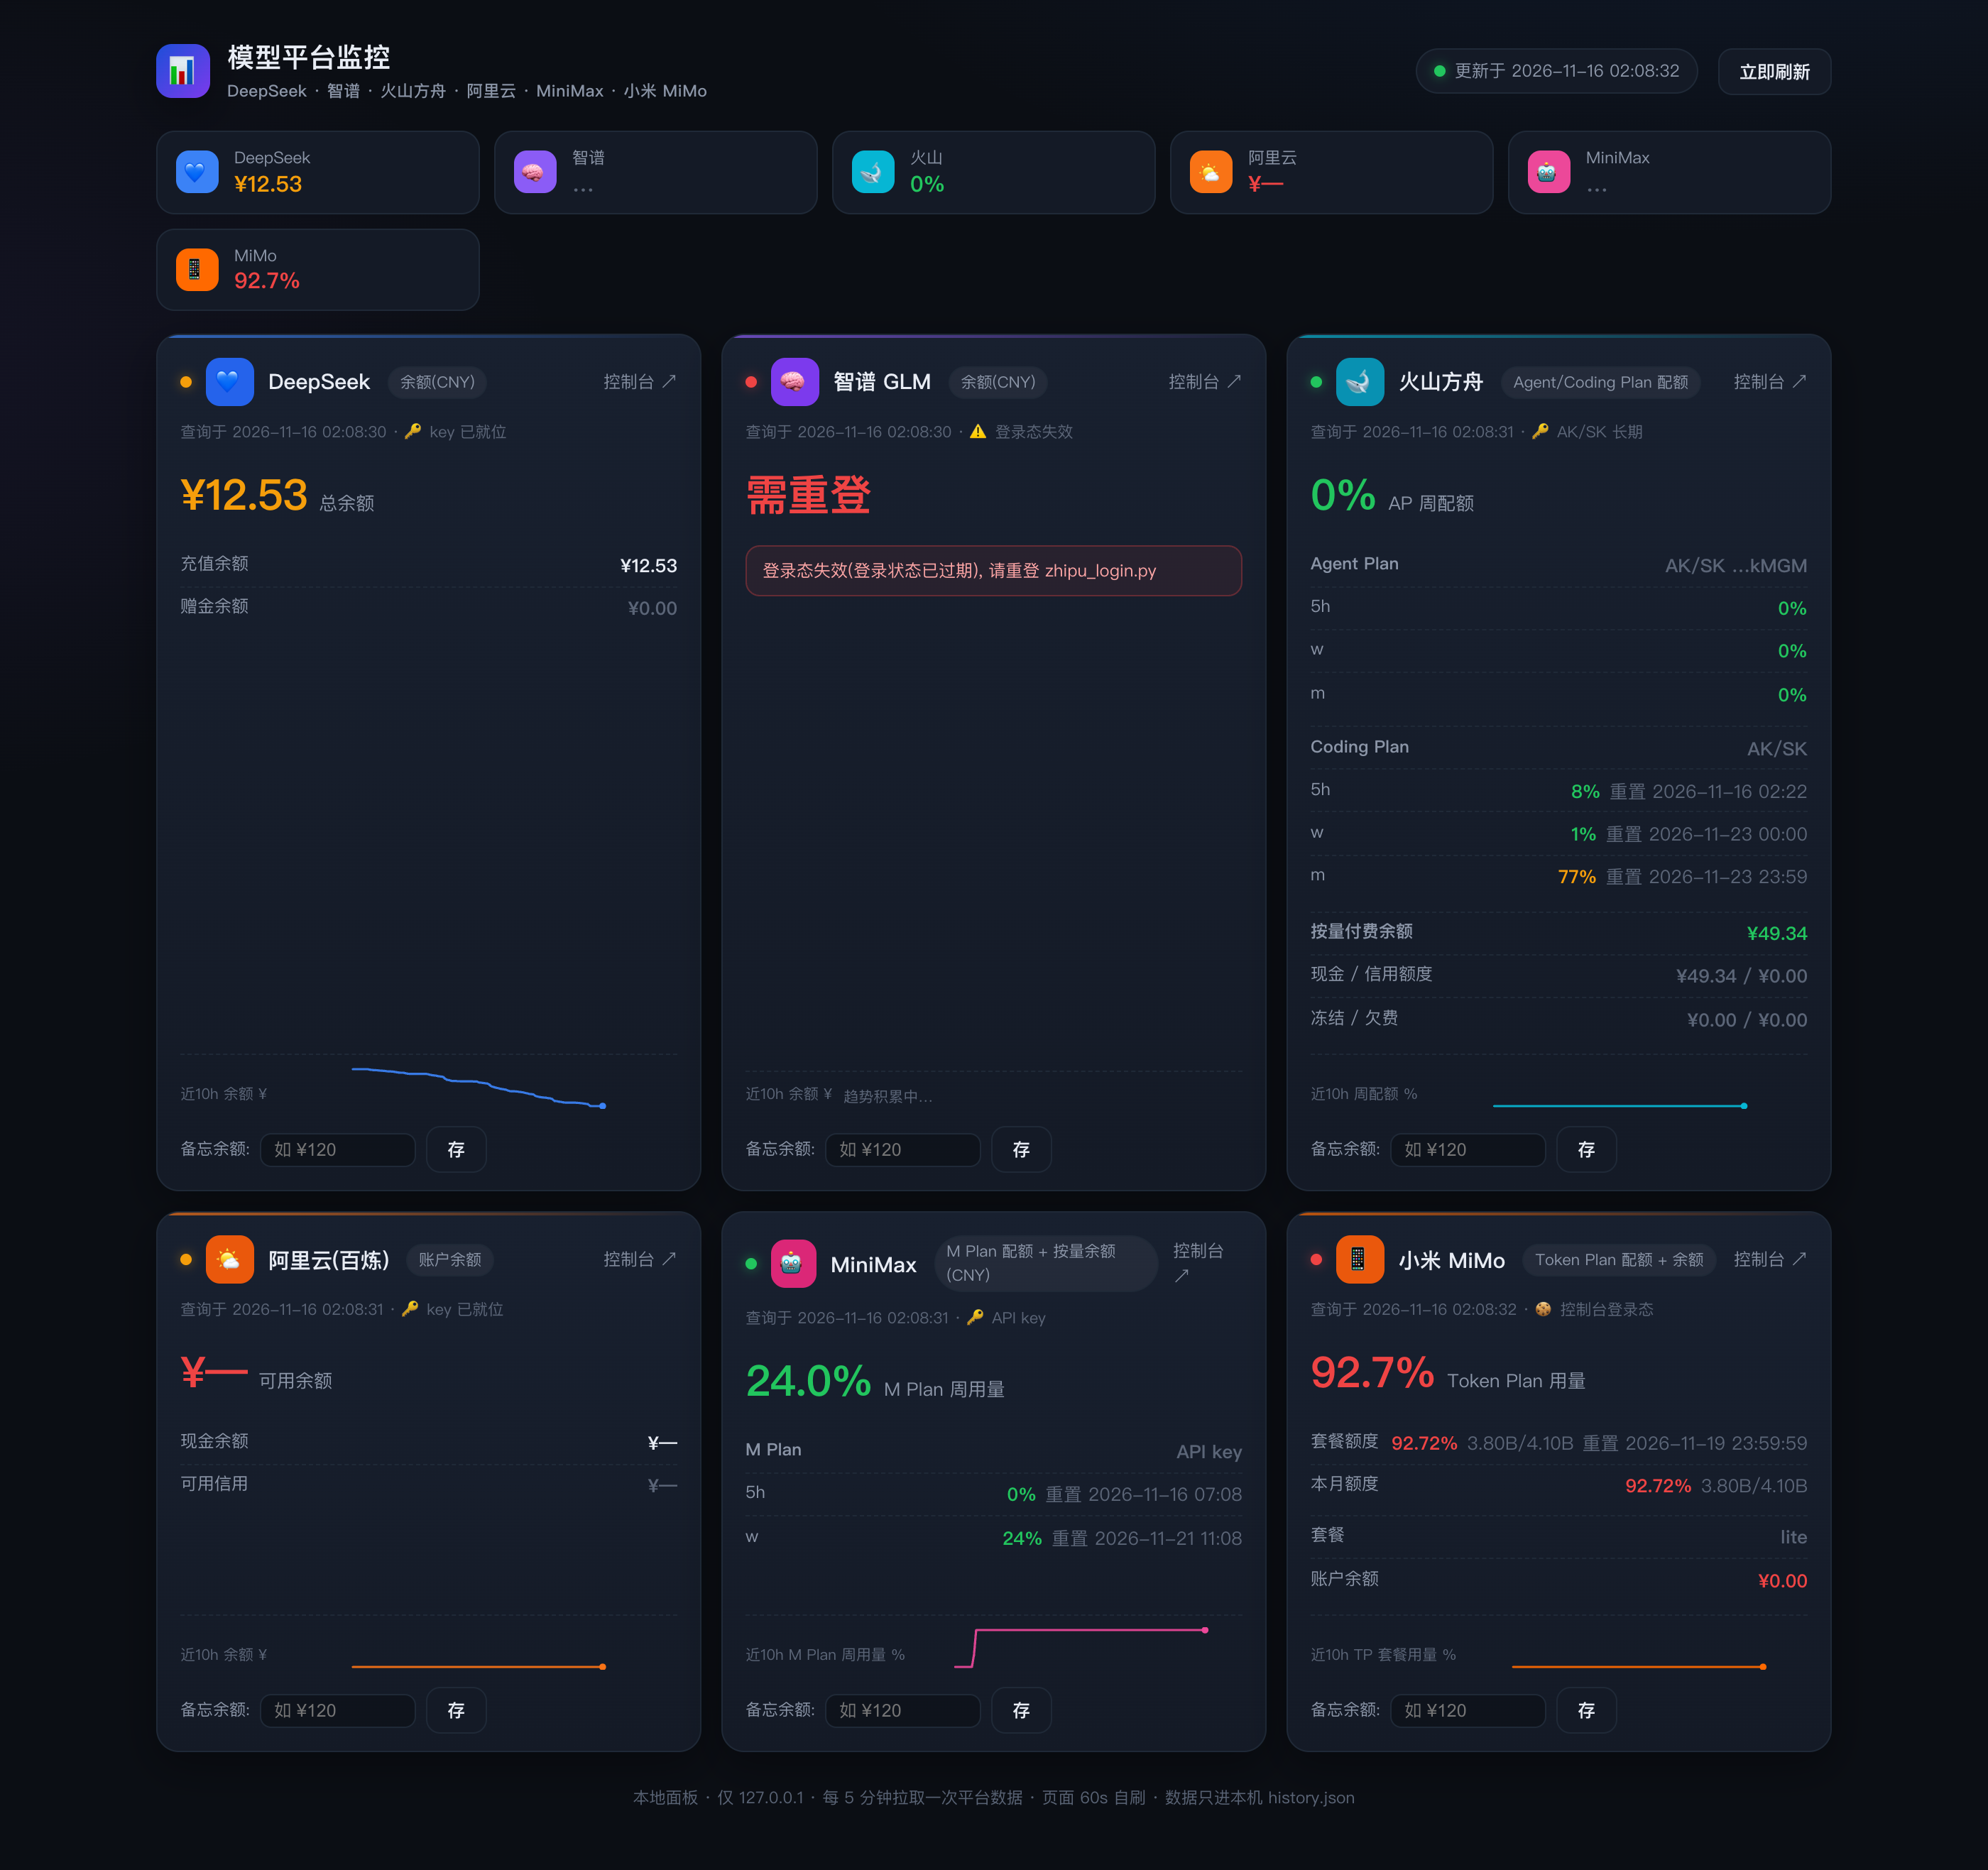 模型平台监控
DeepSeek · 智谱 · 火山方舟 · 阿里云 · MiniMax · 小米 MiMo
更新于 2026-11-16 02:08:32
立即刷新
DeepSeek
¥12.53
智谱
...
火山
0%
阿里云
¥—
MiniMax
...
MiMo
92.7%
DeepSeek 余额(CNY) 控制台 ↗
查询于 2026-11-16 02:08:30 · 🔑 key 已就位
¥12.53 总余额
充值余额 ¥12.53
赠金余额 ¥0.00
近10h 余额 ¥
备忘余额: 如 ¥120 存
智谱 GLM 余额(CNY) 控制台 ↗
查询于 2026-11-16 02:08:30 · ⚠️ 登录态失效
需重登
登录态失效(登录状态已过期), 请重登 zhipu_login.py
近10h 余额 ¥ 趋势积累中...
备忘余额: 如 ¥120 存
火山方舟 Agent/Coding Plan 配额 控制台 ↗
查询于 2026-11-16 02:08:31 · 🔑 AK/SK 长期
0% AP 周配额
Agent Plan AK/SK ...kMGM
5h 0%
w 0%
m 0%
Coding Plan AK/SK
5h 8% 重置 2026-11-16 02:22
w 1% 重置 2026-11-23 00:00
m 77% 重置 2026-11-23 23:59
按量付费余额 ¥49.34
现金 / 信用额度 ¥49.34 / ¥0.00
冻结 / 欠费 ¥0.00 / ¥0.00
近10h 周配额 %
备忘余额: 如 ¥120 存
阿里云(百炼) 账户余额 控制台 ↗
查询于 2026-11-16 02:08:31 · 🔑 key 已就位
¥— 可用余额
现金余额 ¥—
可用信用 ¥—
近10h 余额 ¥
备忘余额: 如 ¥120 存
MiniMax M Plan 配额 + 按量余额 控制台
(CNY) ↗
查询于 2026-11-16 02:08:31 · 🔑 API key
24.0% M Plan 周用量
M Plan API key
5h 0% 重置 2026-11-16 07:08
w 24% 重置 2026-11-21 11:08
近10h M Plan 周用量 %
备忘余额: 如 ¥120 存
小米 MiMo Token Plan 配额 + 余额 控制台 ↗
查询于 2026-11-16 02:08:32 · 🍪 控制台登录态
92.7% Token Plan 用量
套餐额度 92.72% 3.80B/4.10B 重置 2026-11-19 23:59:59
本月额度 92.72% 3.80B/4.10B
套餐 lite
账户余额 ¥0.00
近10h TP 套餐用量 %
备忘余额: 如 ¥120 存
本地面板 · 仅 127.0.0.1 · 每 5 分钟拉取一次平台数据 · 页面 60s 自刷 · 数据只进本机 history.json